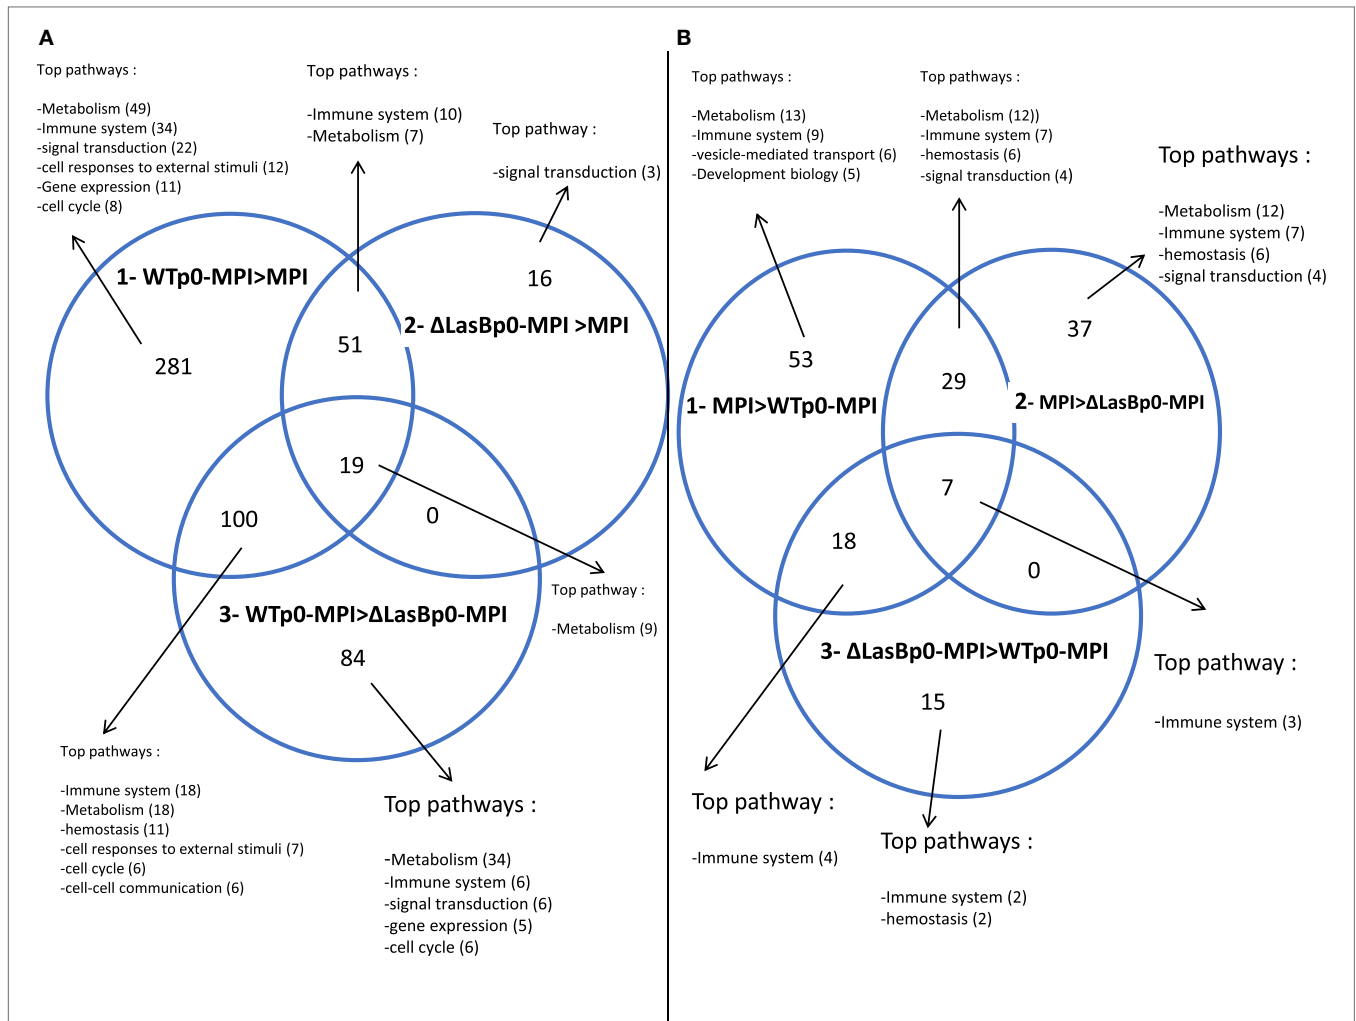 A
Top pathways :
-Metabolism (49)
-Immune system (34)
-signal transduction (22)
-cell responses to external stimuli (12)
-Gene expression (11)
-cell cycle (8)
Top pathways :
-Immune system (10)
-Metabolism (7)
Top pathway :
-signal transduction (3)
1- WTp0-MPI>MPI
16
2- ΔLasBp0-MPI >MPI
51
281
19
100
0
Top pathway :
-Metabolism (9)
3- WTp0-MPI>ΔLasBp0-MPI
84
Top pathways :
-Immune system (18)
-Metabolism (18)
-hemostasis (11)
-cell responses to external stimuli (7)
-cell cycle (6)
-cell-cell communication (6)
Top pathways :
-Metabolism (34)
-Immune system (6)
-signal transduction (6)
-gene expression (5)
-cell cycle (6)
B
Top pathways :
-Metabolism (13)
-Immune system (9)
-vesicle-mediated transport (6)
-Development biology (5)
Top pathways :
-Metabolism (12))
-Immune system (7)
-hemostasis (6)
-signal transduction (4)
Top pathways :
-Metabolism (12)
-Immune system (7)
-hemostasis (6)
-signal transduction (4)
37
53
29
1- MPI>WTp0-MPI
2- MPI>ΔLasBp0-MPI
7
18
0
3- ΔLasBp0-MPI>WTp0-MPI
15
Top pathway :
-Immune system (3)
Top pathway :
-Immune system (4)
Top pathways :
-Immune system (2)
-hemostasis (2)